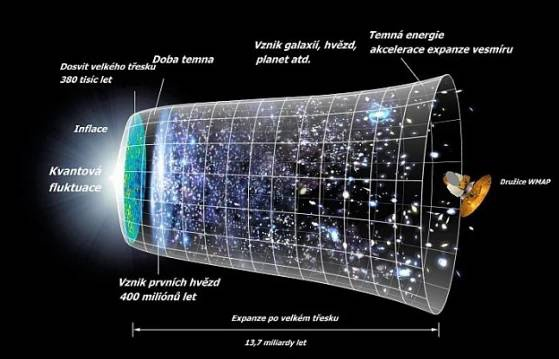 Temná energie
akcelerace expanze vesmíru
Vznik galaxií, hvězd,
planet atd.
Doba temna
Dosvit velkého třesku
380 tisíc let
Inflace
Kvantová
fluktuace
Družice WMAP
Vznik prvních hvězd
400 miliónů let
Expanze po velkém třesku
13,7 miliardy let